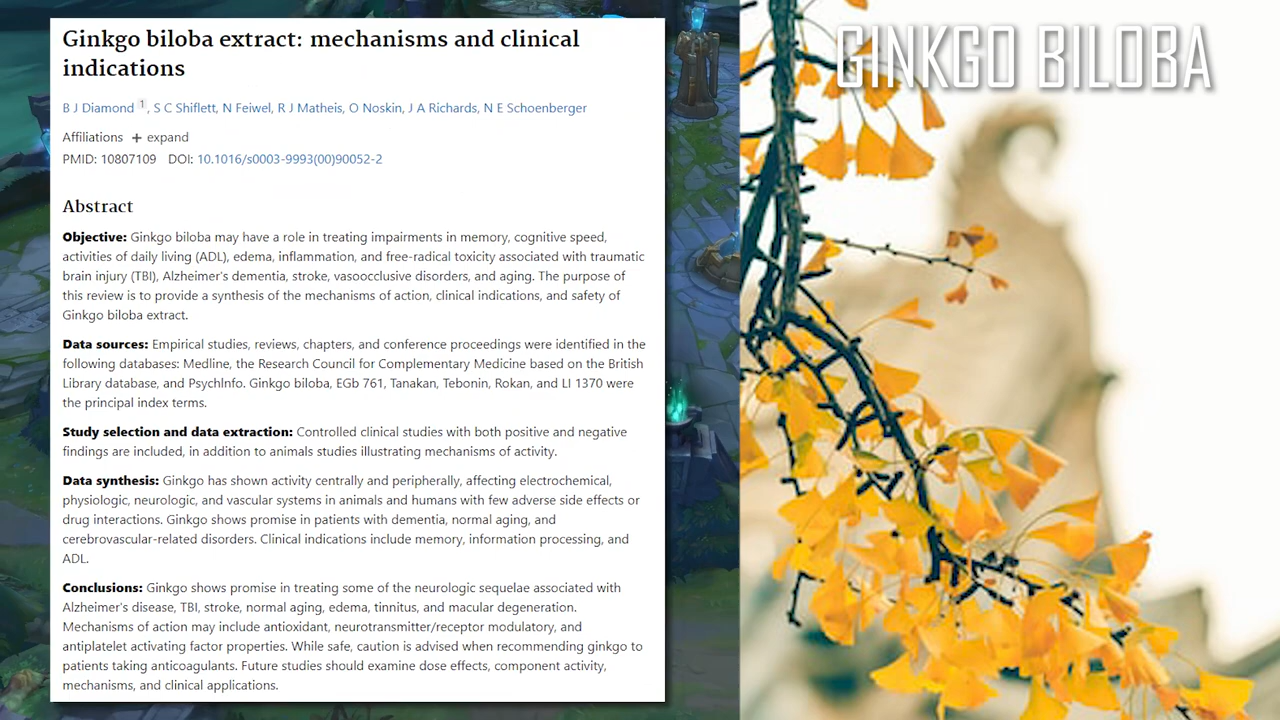 Ginkgo biloba extract: mechanisms and clinical
indications
B J Diamond 1, S C Shiflett, N Feiwel, R J Matheis, O Noskin, J A Richards, N E Schoenberger
Affiliations + expand
PMID: 10807109 DOI: 10.1016/s0003-9993(00)90052-2
Abstract
Objective: Ginkgo biloba may have a role in treating impairments in memory, cognitive speed,
activities of daily living (ADL), edema, inflammation, and free-radical toxicity associated with traumatic
brain injury (TBI), Alzheimer's dementia, stroke, vasoocclusive disorders, and aging. The purpose of
this review is to provide a synthesis of the mechanisms of action, clinical indications, and safety of
Ginkgo biloba extract.
Data sources: Empirical studies, reviews, chapters, and conference proceedings were identified in the
following databases: Medline, the Research Council for Complementary Medicine based on the British
Library database, and PsychInfo. Ginkgo biloba, EGb 761, Tanakan, Tebonin, Rokan, and LI 1370 were
the principal index terms.
Study selection and data extraction: Controlled clinical studies with both positive and negative
findings are included, in addition to animals studies illustrating mechanisms of activity.
Data synthesis: Ginkgo has shown activity centrally and peripherally, affecting electrochemical,
physiologic, neurologic, and vascular systems in animals and humans with few adverse side effects or
drug interactions. Ginkgo shows promise in patients with dementia, normal aging, and
cerebrovascular-related disorders. Clinical indications include memory, information processing, and
ADL.
Conclusions: Ginkgo shows promise in treating some of the neurologic sequelae associated with
Alzheimer's disease, TBI, stroke, normal aging, edema, tinnitus, and macular degeneration.
Mechanisms of action may include antioxidant, neurotransmitter/receptor modulatory, and
antiplatelet activating factor properties. While safe, caution is advised when recommending ginkgo to
patients taking anticoagulants. Future studies should examine dose effects, component activity,
mechanisms, and clinical applications.
GINKGO BILOBA